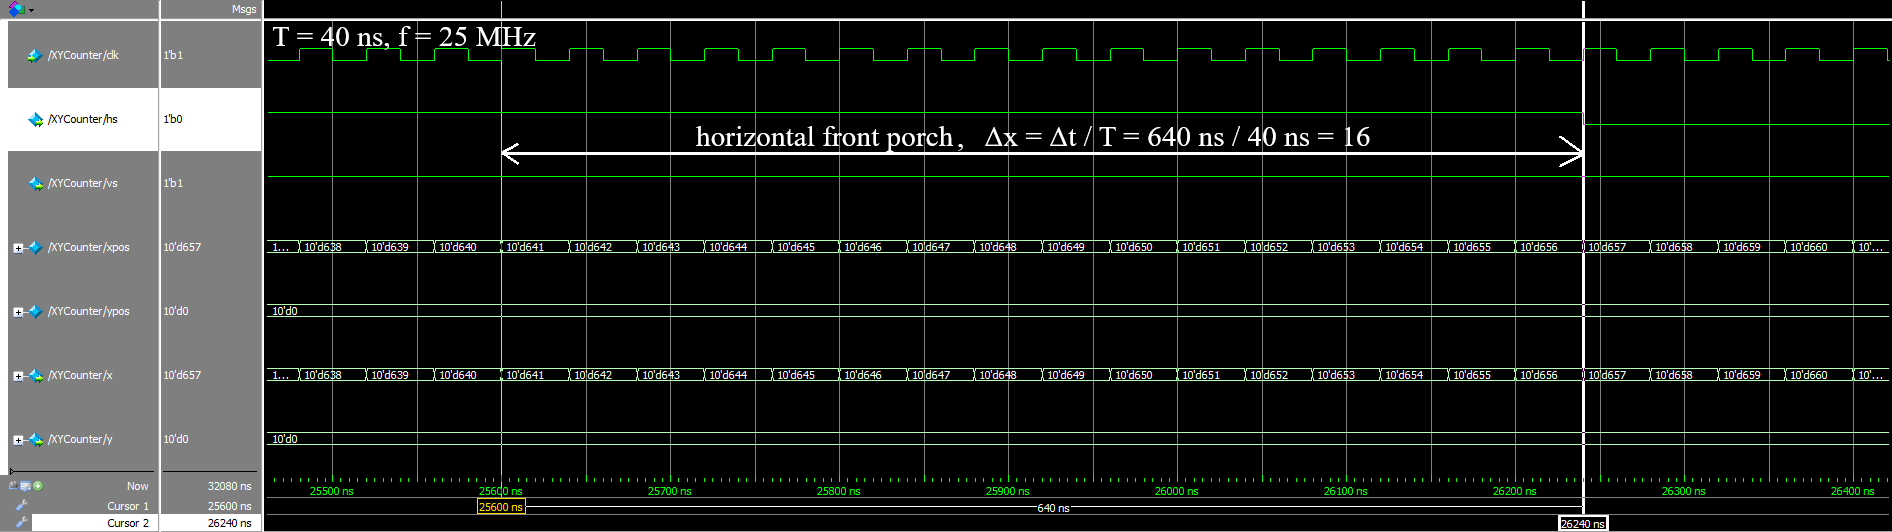 Msgs
T = 40 ns, f = 25 MHz
/XYCounter/clk 1'b1
/XYCounter/hs 1'b0
horizontal front porch, Δx = Δt / T = 640 ns / 40 ns = 16
/XYCounter/vs 1'b1
/XYCounter/xpos 10'd657 1... 10'd638 10'd639 10'd640 10'd641 10'd642 10'd643 10'd644 10'd645 10'd646 10'd647 10'd648 10'd649 10'd650 10'd651 10'd652 10'd653 10'd654 10'd655 10'd656 10'd657 10'd658 10'd659 10'd660 10'...
/XYCounter/ypos 10'd0 10'd0
/XYCounter/x 10'd657 1... 10'd638 10'd639 10'd640 10'd641 10'd642 10'd643 10'd644 10'd645 10'd646 10'd647 10'd648 10'd649 10'd650 10'd651 10'd652 10'd653 10'd654 10'd655 10'd656 10'd657 10'd658 10'd659 10'd660 10'...
/XYCounter/y 10'd0 10'd0
Now 32080 ns 25500 ns 25600 ns 25700 ns 25800 ns 25900 ns 26000 ns 26100 ns 26200 ns 26300 ns 26400 ns
Cursor 1 25600 ns 25600 ns 640 ns
Cursor 2 26240 ns 26240 ns